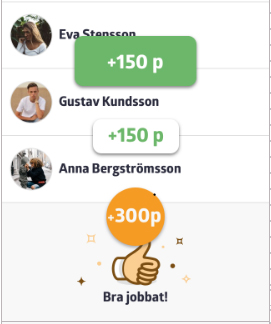 Eva Stensson
+150 p
Gustav Kundsson
+150 p
Anna Bergströmsson
+300p
Bra jobbat!